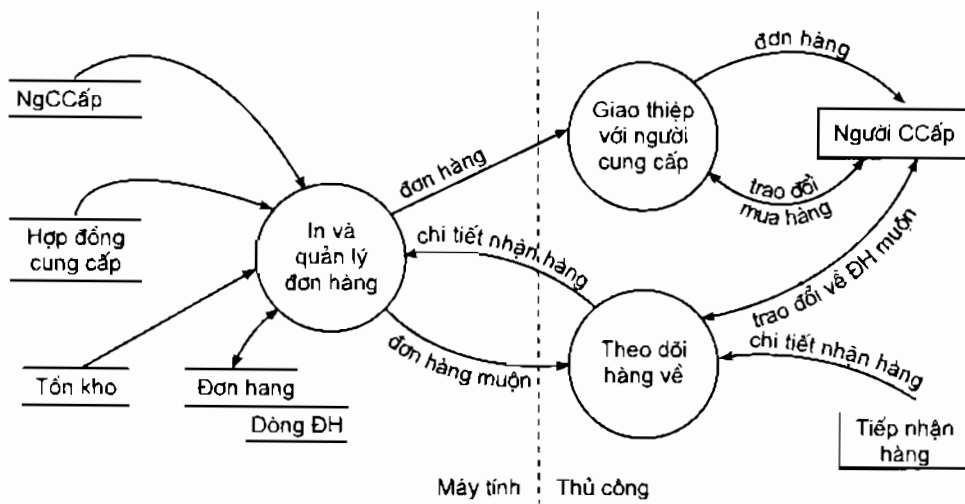 đơn hàng
NgCCấp
Giao thiệp
với người
cung cấp
Người CCấp
đơn hàng
trao đổi
mua hàng
Hợp đồng
cung cấp
In và
quản lý
đơn hàng
chi tiết nhận hàng
trao đổi về ĐH muộn
đơn hàng muộn
Theo dõi
hàng về
chi tiết nhận hàng
Tồn kho
Đơn hang
Dòng ĐH
Tiếp nhận
hàng
Máy tính
Thủ công